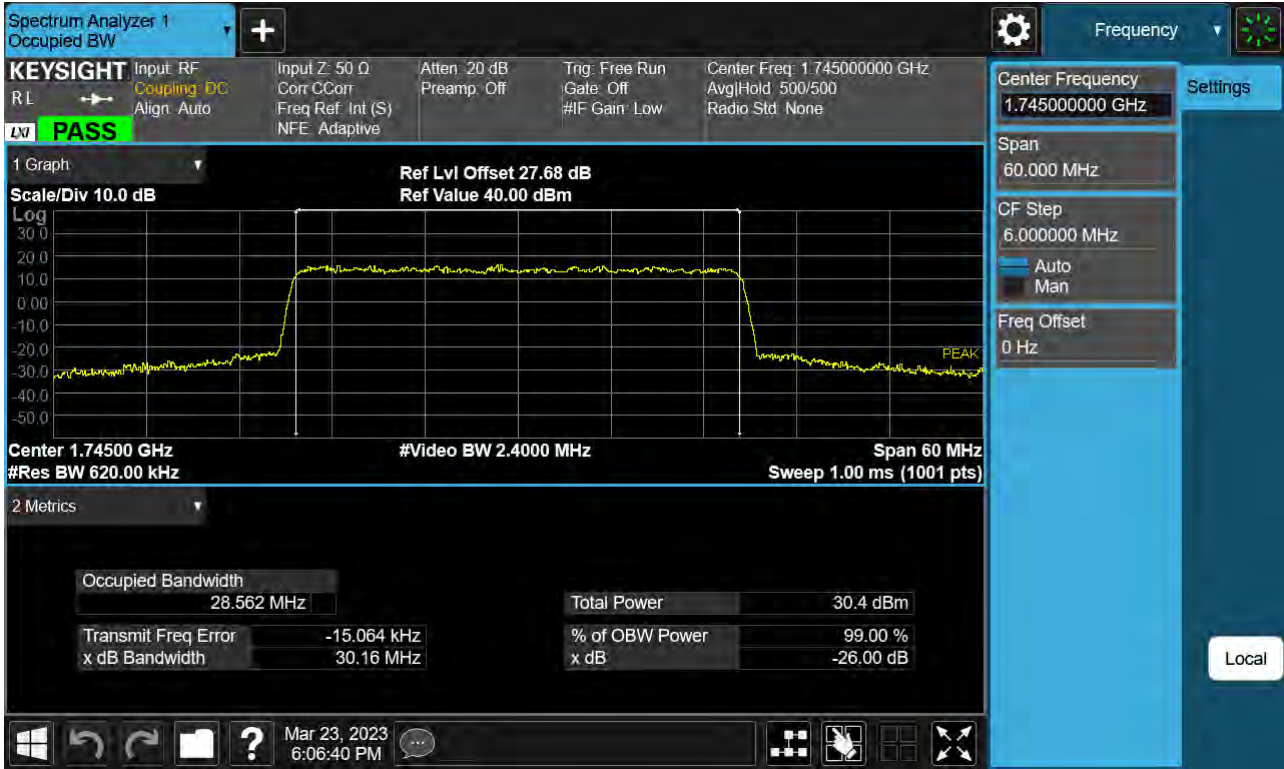 Spectrum Analyzer 1
Occupied BW
Frequency
KEYSIGHT
R L
LXI
PASS
Input: RF
Coupling: DC
Align: Auto
Input Z: 50 Ω
Corr CCorr
Freq Ref: Int (S)
NFE: Adaptive
Atten: 20 dB
Preamp: Off
Trig: Free Run
Gate: Off
#IF Gain: Low
Center Freq: 1.745000000 GHz
Avg|Hold: 500/500
Radio Std: None
Center Frequency
1.745000000 GHz
Settings
Span
60.000 MHz
CF Step
6.000000 MHz
Auto
Man
Freq Offset
0 Hz
Local
1 Graph
Scale/Div 10.0 dB
Ref Lvl Offset 27.68 dB
Ref Value 40.00 dBm
Log
30.0
20.0
10.0
0.00
-10.0
-20.0
-30.0
-40.0
-50.0
PEAK
Center 1.74500 GHz
#Video BW 2.4000 MHz
Span 60 MHz
#Res BW 620.00 kHz
Sweep 1.00 ms (1001 pts)
2 Metrics
Occupied Bandwidth
28.562 MHz
Total Power 30.4 dBm
Transmit Freq Error -15.064 kHz
% of OBW Power 99.00 %
x dB Bandwidth 30.16 MHz
x dB -26.00 dB
?
Mar 23, 2023
6:06:40 PM